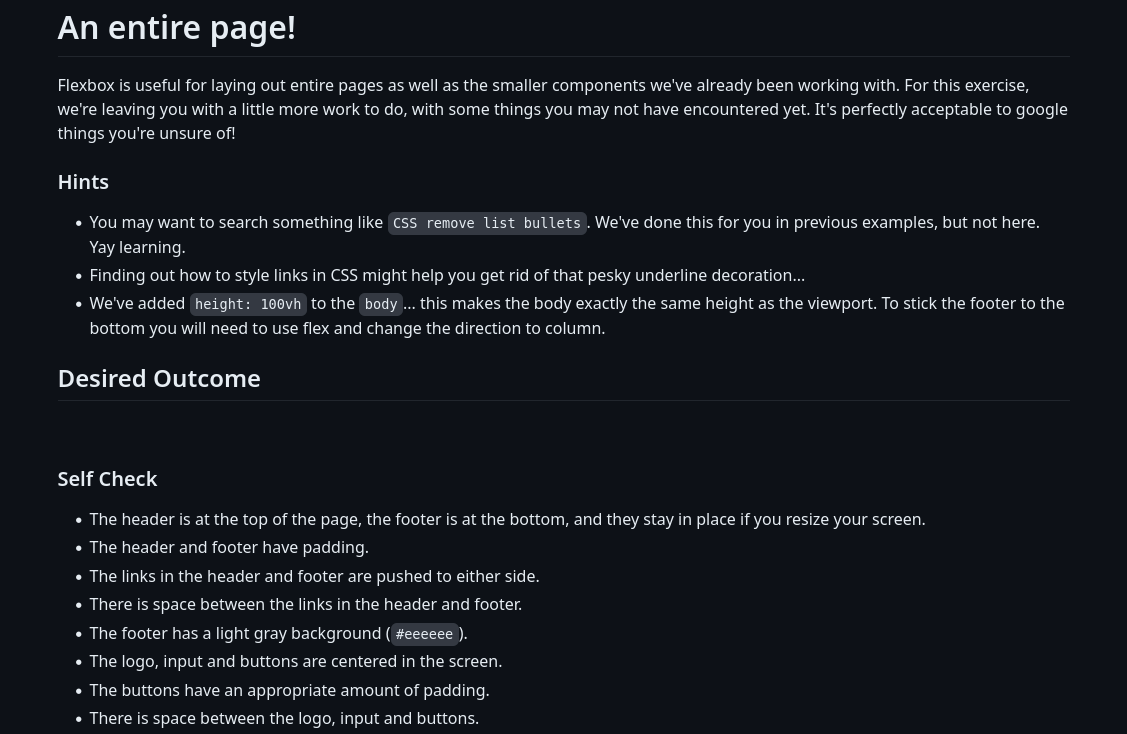 An entire page!
Flexbox is useful for laying out entire pages as well as the smaller components we've already been working with. For this exercise,
we're leaving you with a little more work to do, with some things you may not have encountered yet. It's perfectly acceptable to google
things you're unsure of!
Hints
• You may want to search something like CSS remove list bullets. We've done this for you in previous examples, but not here.
Yay learning.
• Finding out how to style links in CSS might help you get rid of that pesky underline decoration...
• We've added height: 100vh to the body... this makes the body exactly the same height as the viewport. To stick the footer to the
bottom you will need to use flex and change the direction to column.
Desired Outcome
Self Check
• The header is at the top of the page, the footer is at the bottom, and they stay in place if you resize your screen.
• The header and footer have padding.
• The links in the header and footer are pushed to either side.
• There is space between the links in the header and footer.
• The footer has a light gray background (#eeeeee).
• The logo, input and buttons are centered in the screen.
• The buttons have an appropriate amount of padding.
• There is space between the logo, input and buttons.